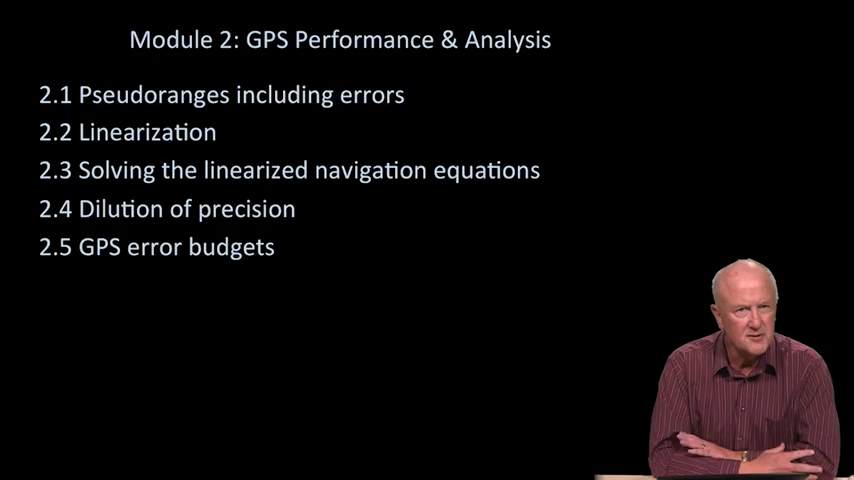 Module 2: GPS Performance & Analysis
2.1 Pseudoranges including errors
2.2 Linearization
2.3 Solving the linearized navigation equations
2.4 Dilution of precision
2.5 GPS error budgets